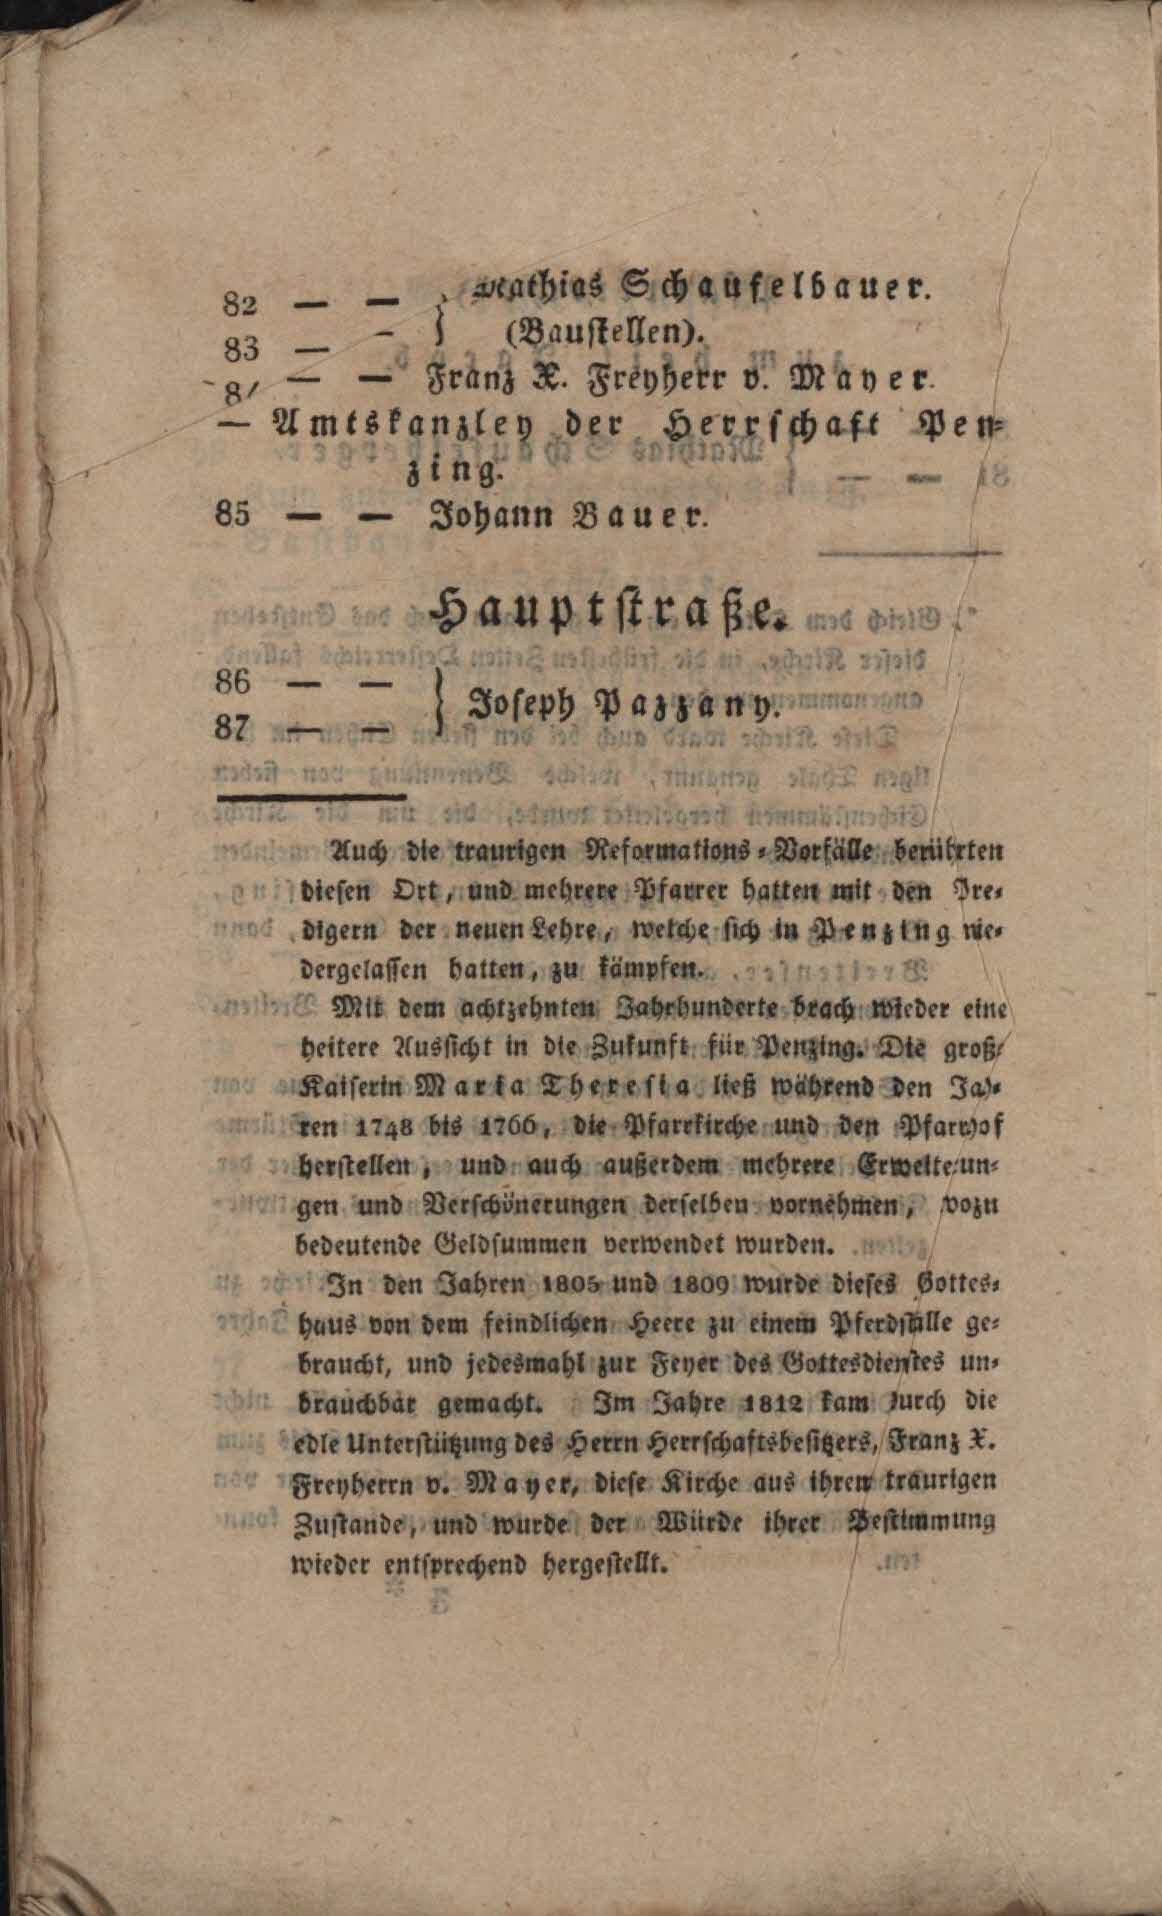 82 — — } Mathias Schaufelbauer.
83 — — } (Baustellen).
84 — — Franz X. Freyherr v. Mayer.
— Amtskanzley der Herrschaft Pen-
zing.
85 — — Johann Bauer.
Hauptstraße.
86 — — } Joseph Pazzany.
87 — — }
Auch die traurigen Reformations-Vorfälle berührten
diesen Ort, und mehrere Pfarrer hatten mit den Pre-
digern der neuen Lehre, welche sich in Penzing nie-
dergelassen hatten, zu kämpfen.
Mit dem achtzehnten Jahrhunderte brach wieder eine
heitere Aussicht in die Zukunft für Penzing. Die große
Kaiserin Maria Theresia ließ während den Jah-
ren 1748 bis 1766, die Pfarrkirche und den Pfarrhof
herstellen, und auch außerdem mehrere Erweiterun-
gen und Verschönerungen derselben vornehmen, wozu
bedeutende Geldsummen verwendet wurden.
In den Jahren 1805 und 1809 wurde dieses Gottes-
haus von dem feindlichen Heere zu einem Pferdstalle ge-
braucht, und jedesmahl zur Feyer des Gottesdienstes un-
brauchbar gemacht. Im Jahre 1812 kam durch die
edle Unterstützung des Herrn Herrschaftsbesitzers, Franz X.
Freyherrn v. Mayer, diese Kirche aus ihren traurigen
Zustande, und wurde der Würde ihrer Bestimmung
wieder entsprechend hergestellt.